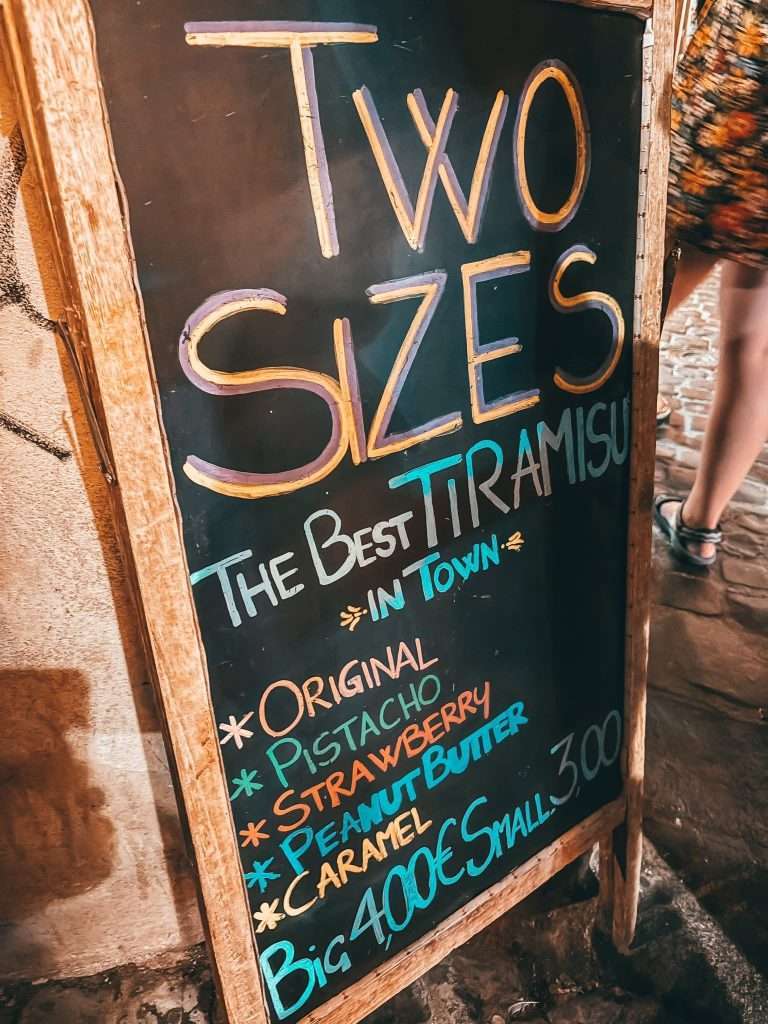 TWO
SIZES
THE BEST TIRAMISU
IN TOWN
* ORIGINAL
* PISTACHO
* STRAWBERRY
* PEANUT BUTTER
* CARAMEL
BIG 4,00€ SMALL 3,00